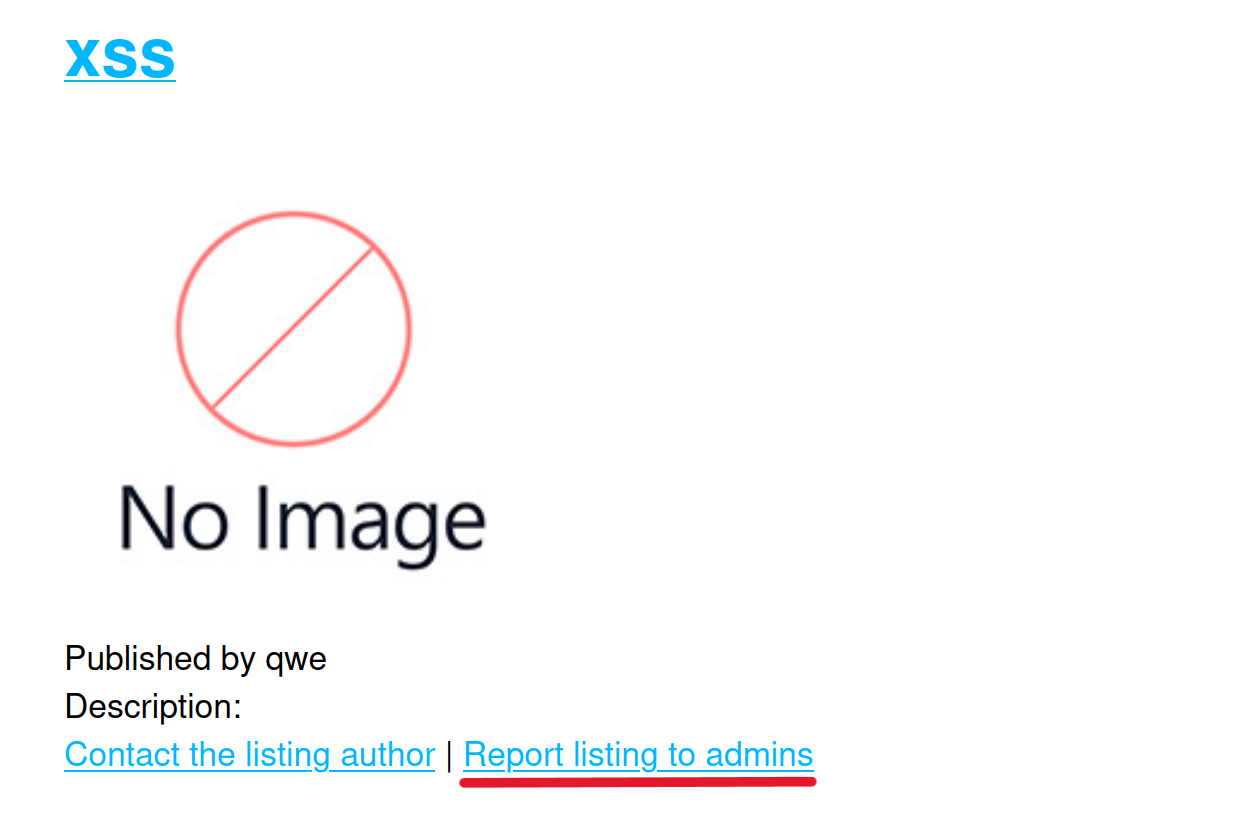 xss
No Image
Published by qwe
Description:
Contact the listing author | Report listing to admins